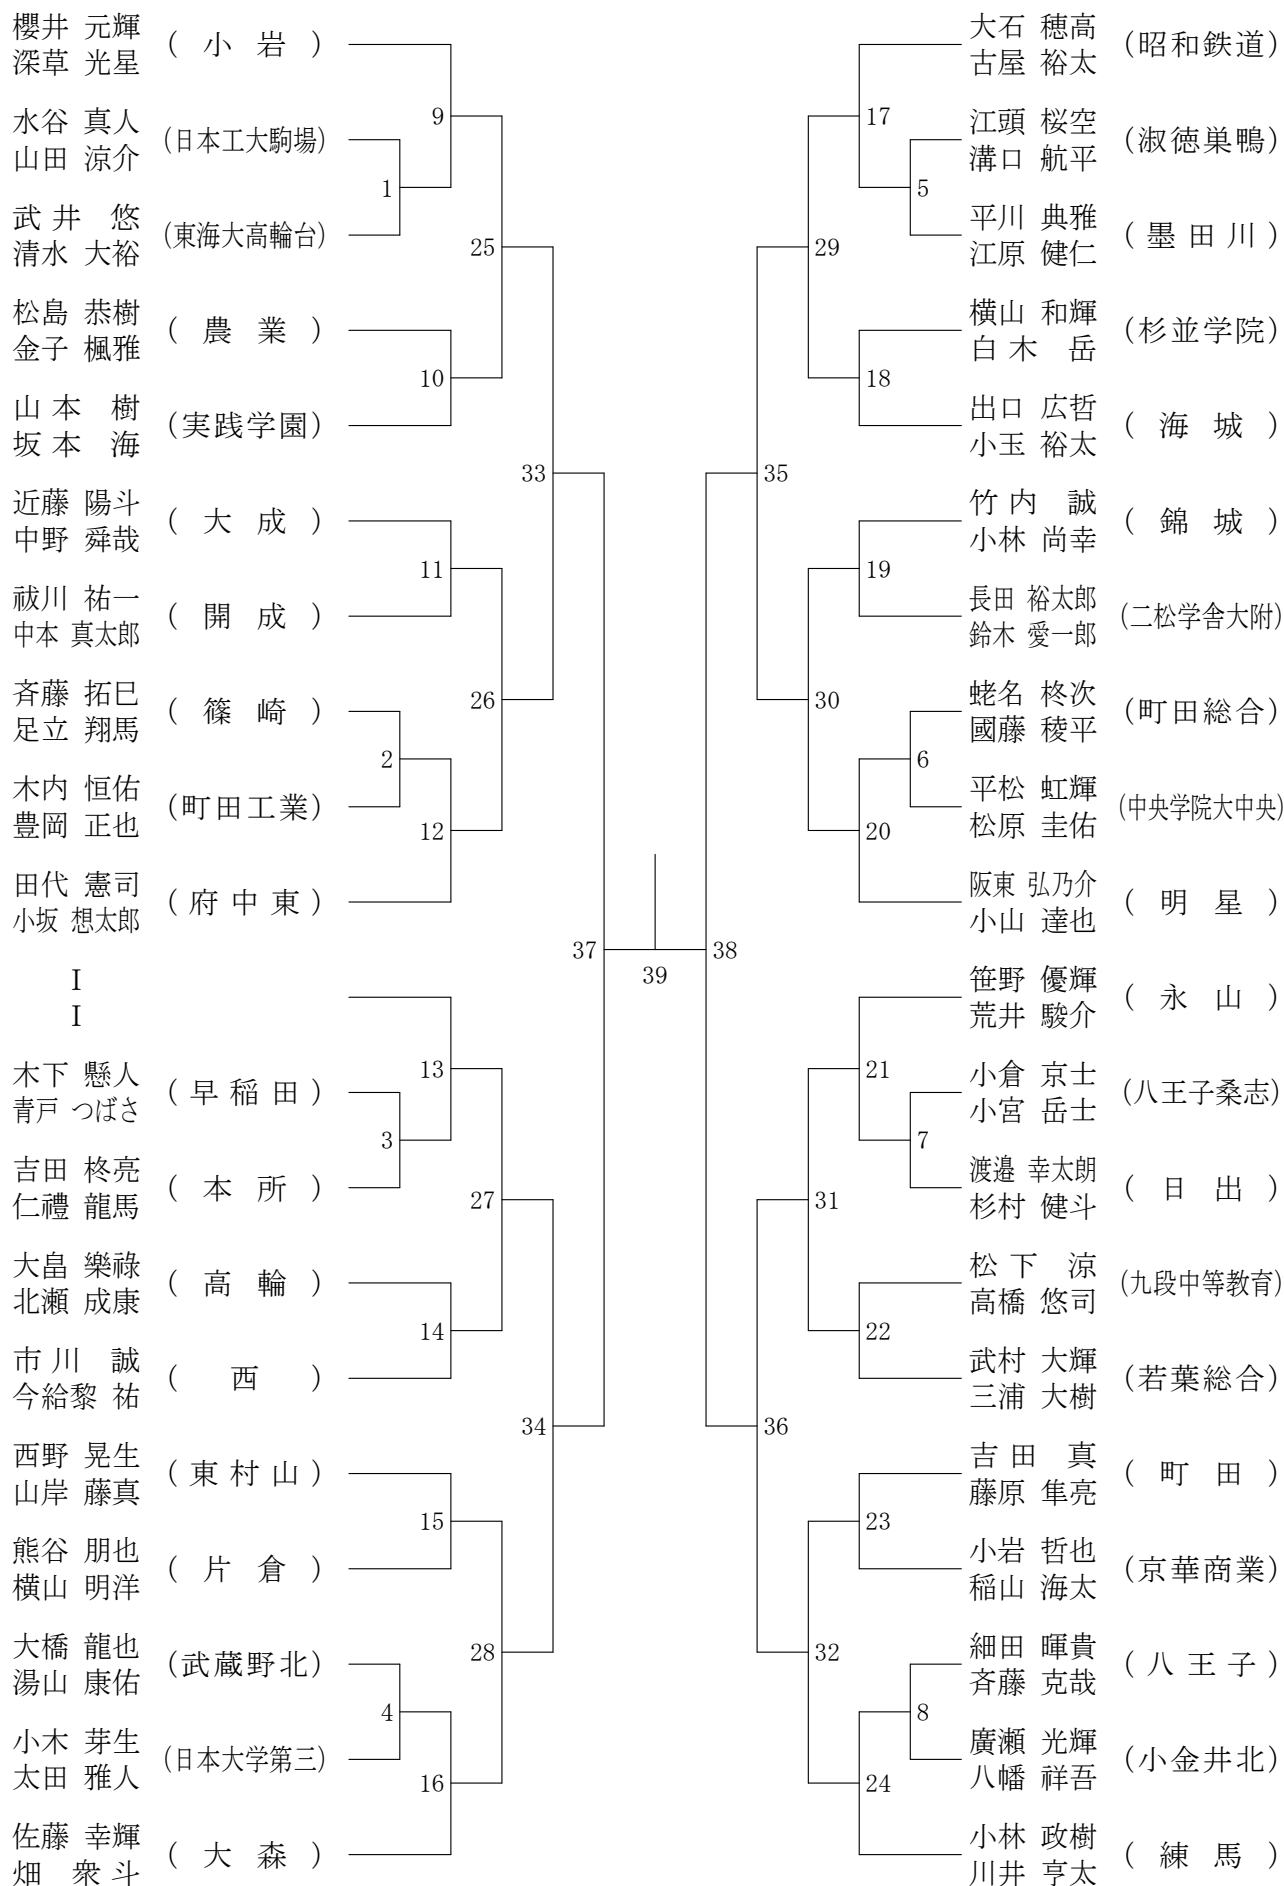 櫻井 元輝
深草 光星
(小岩)
水谷 真人
山田 涼介
(日本工大駒場)
武井 悠
清水 大裕
(東海大高輪台)
松島 恭樹
金子 楓雅
(農業)
山本 樹
坂本 海
(実践学園)
近藤 陽斗
中野 舜哉
(大成)
祓川 祐一
中本 真太郎
(開成)
斉藤 拓巳
足立 翔馬
(篠崎)
木内 恒佑
豊岡 正也
(町田工業)
田代 憲司
小坂 想太郎
(府中東)
I
I
木下 懸人
青戸 つばさ
(早稲田)
吉田 柊亮
仁禮 龍馬
(本所)
大畠 樂祿
北瀬 成康
(高輪)
市川 誠
今給黎 祐
(西)
西野 晃生
山岸 藤真
(東村山)
熊谷 朋也
横山 明洋
(片倉)
大橋 龍也
湯山 康佑
(武蔵野北)
小木 芽生
太田 雅人
(日本大学第三)
佐藤 幸輝
畑 衆斗
(大森)
1
2
3
4
9
10
11
12
13
14
15
16
25
26
27
28
33
34
37
39
38
35
36
29
30
31
32
17
18
19
20
21
22
23
24
5
6
7
8
大石 穂高
古屋 裕太
(昭和鉄道)
江頭 桜空
溝口 航平
(淑徳巣鴨)
平川 典雅
江原 健仁
(墨田川)
横山 和輝
白木 岳
(杉並学院)
出口 広哲
小玉 裕太
(海城)
竹内 誠
小林 尚幸
(錦城)
長田 裕太郎
鈴木 愛一郎
(二松学舎大附)
蛯名 柊次
國藤 稜平
(町田総合)
平松 虹輝
松原 圭佑
(中央学院大中央)
阪東 弘乃介
小山 達也
(明星)
笹野 優輝
荒井 駿介
(永山)
小倉 京士
小宮 岳士
(八王子桑志)
渡邉 幸太朗
杉村 健斗
(日出)
松下 涼
高橋 悠司
(九段中等教育)
武村 大輝
三浦 大樹
(若葉総合)
吉田 真
藤原 隼亮
(町田)
小岩 哲也
稲山 海太
(京華商業)
細田 暉貴
斉藤 克哉
(八王子)
廣瀬 光輝
八幡 祥吾
(小金井北)
小林 政樹
川井 亨太
(練馬)